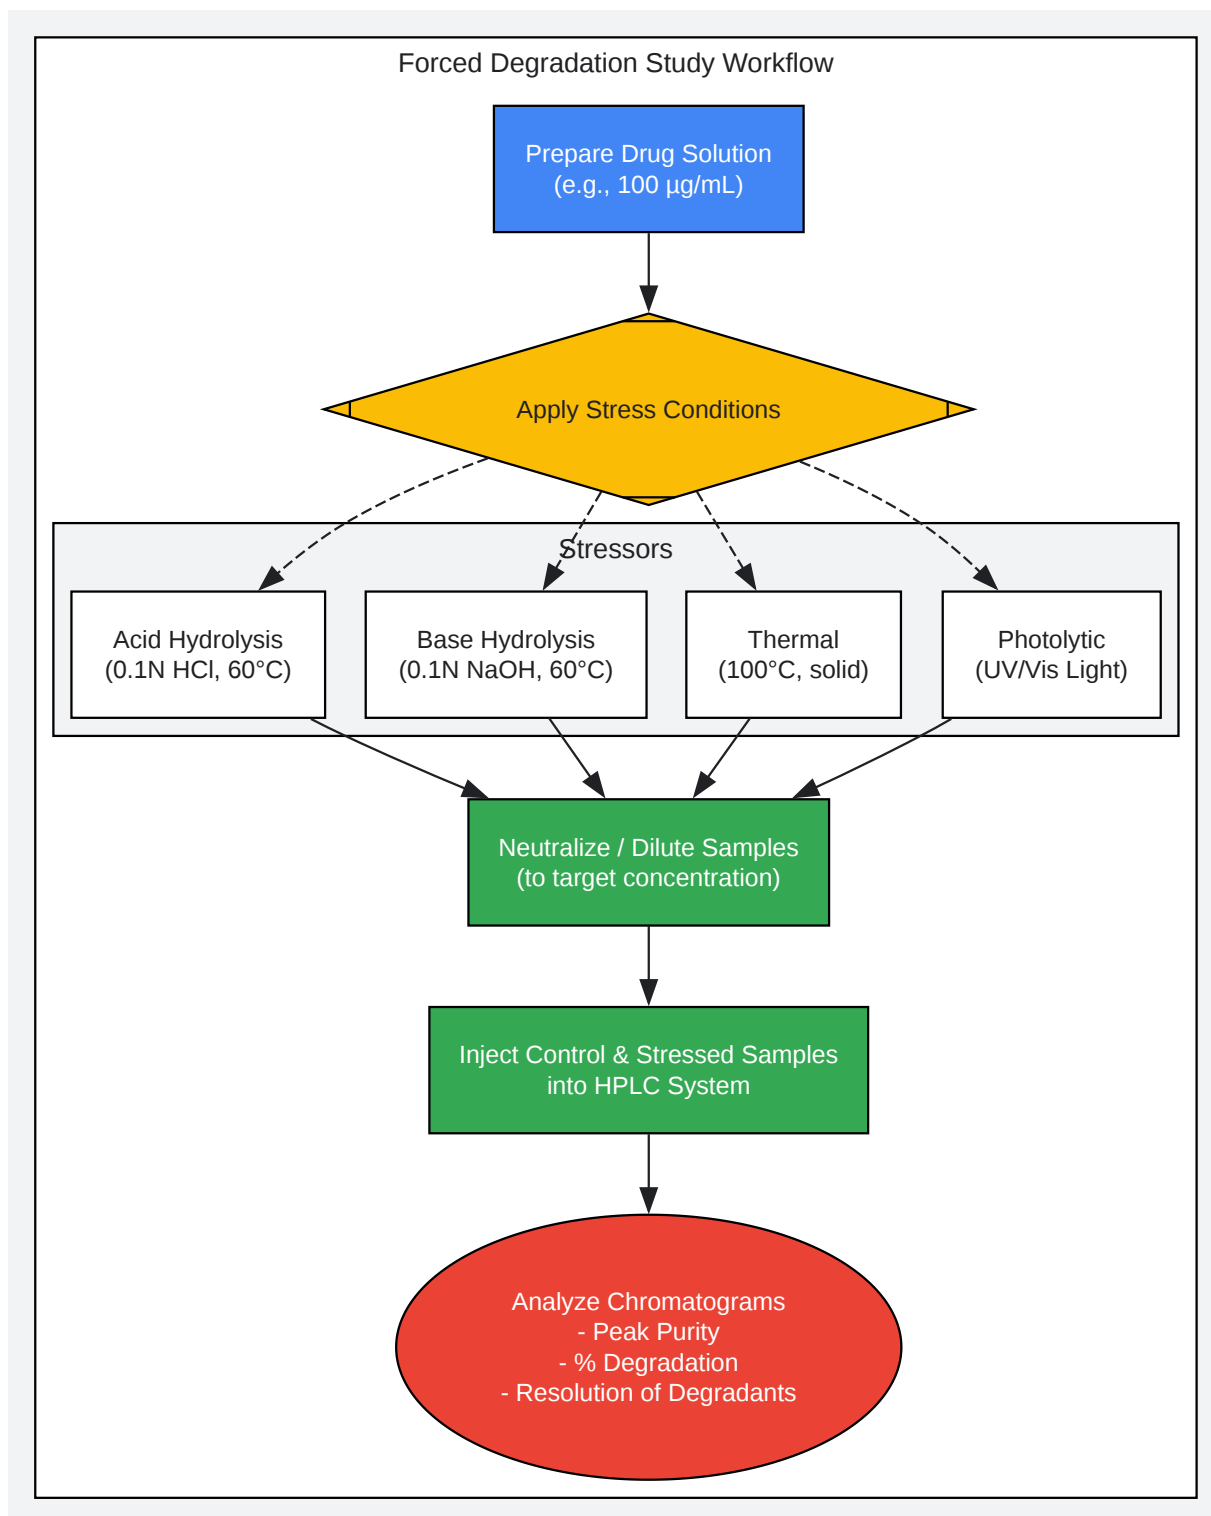 Forced Degradation Study Workflow
Prepare Drug Solution
(e.g., 100 µg/mL)
Apply Stress Conditions
Stressors
Acid Hydrolysis
(0.1N HCl, 60°C)
Base Hydrolysis
(0.1N NaOH, 60°C)
Thermal
(100°C, solid)
Photolytic
(UV/Vis Light)
Neutralize / Dilute Samples
(to target concentration)
Inject Control & Stressed Samples
into HPLC System
Analyze Chromatograms
- Peak Purity
- % Degradation
- Resolution of Degradants